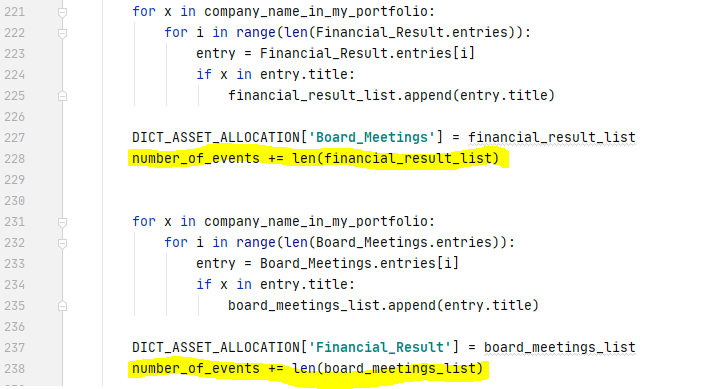 221 for x in company_name_in_my_portfolio:
222 for i in range(len(Financial_Result.entries)):
223 entry = Financial_Result.entries[i]
224 if x in entry.title:
225 financial_result_list.append(entry.title)
226
227 DICT_ASSET_ALLOCATION['Board_Meetings'] = financial_result_list
228 number_of_events += len(financial_result_list)
229
230
231 for x in company_name_in_my_portfolio:
232 for i in range(len(Board_Meetings.entries)):
233 entry = Board_Meetings.entries[i]
234 if x in entry.title:
235 board_meetings_list.append(entry.title)
236
237 DICT_ASSET_ALLOCATION['Financial_Result'] = board_meetings_list
238 number_of_events += len(board_meetings_list)